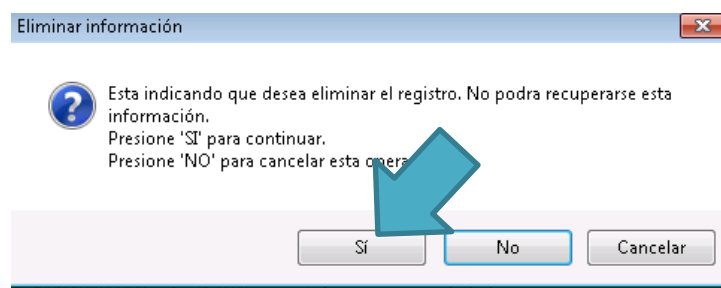 Eliminar información
Esta indicando que desea eliminar el registro. No podra recuperarse esta
información.
Presione 'SI' para continuar.
Presione 'NO' para cancelar esta
Sí
No
Cancelar